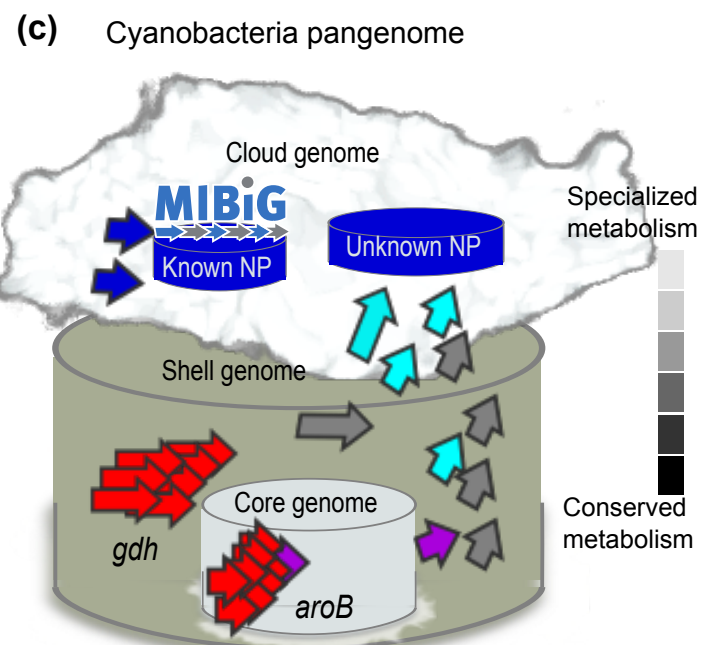 (c) Cyanobacteria pangenome
Cloud genome
MIBiG
Known NP
Unknown NP
Specialized
metabolism
Shell genome
Core genome
Conserved
metabolism
gdh
aroB